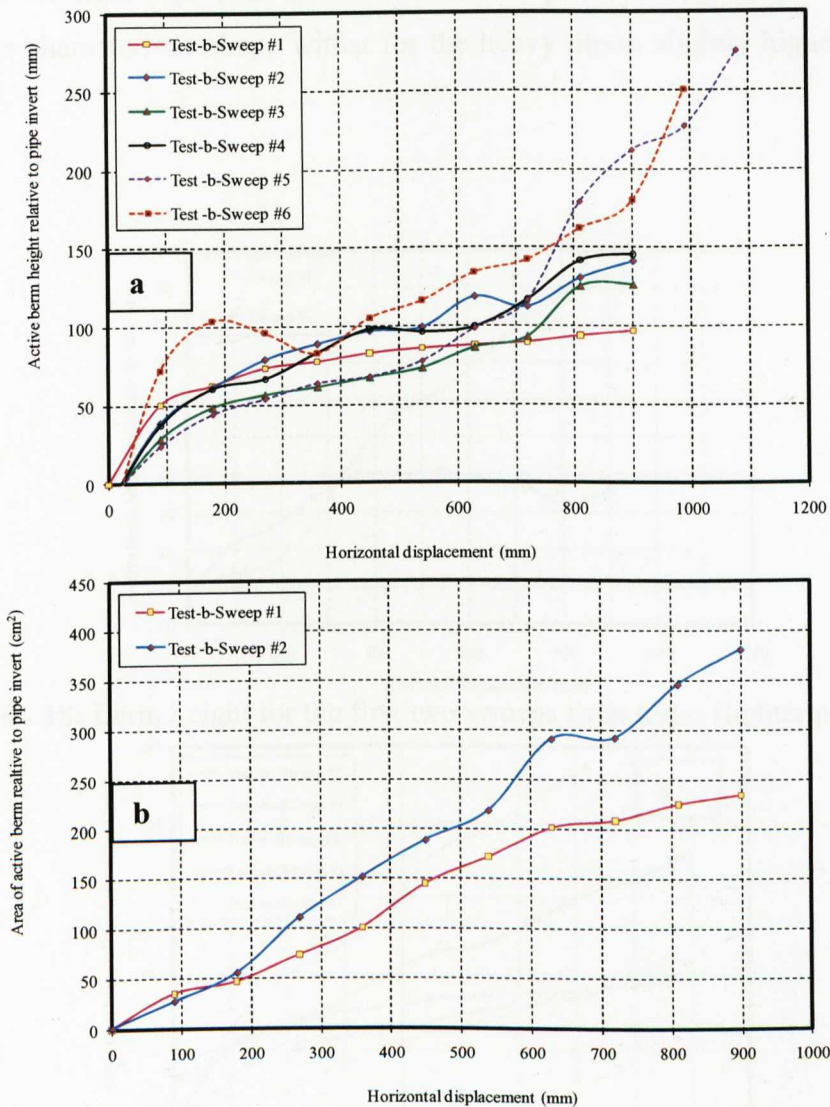 Active berm height relative to pipe invert (mm)
300
250
200
150
100
50
0
Test-b-Sweep #1
Test-b-Sweep #2
Test-b-Sweep #3
Test-b-Sweep #4
Test -b-Sweep #5
Test -b-Sweep #6
a
0
200
400
600
800
1000
1200
Horizontal displacement (mm)
Area of active berm realtive to pipe invert (cm²)
450
400
350
300
250
200
150
100
50
0
Test-b-Sweep #1
Test -b-Sweep #2
b
0
100
200
300
400
500
600
700
800
900
1000
Horizontal displacement (mm)